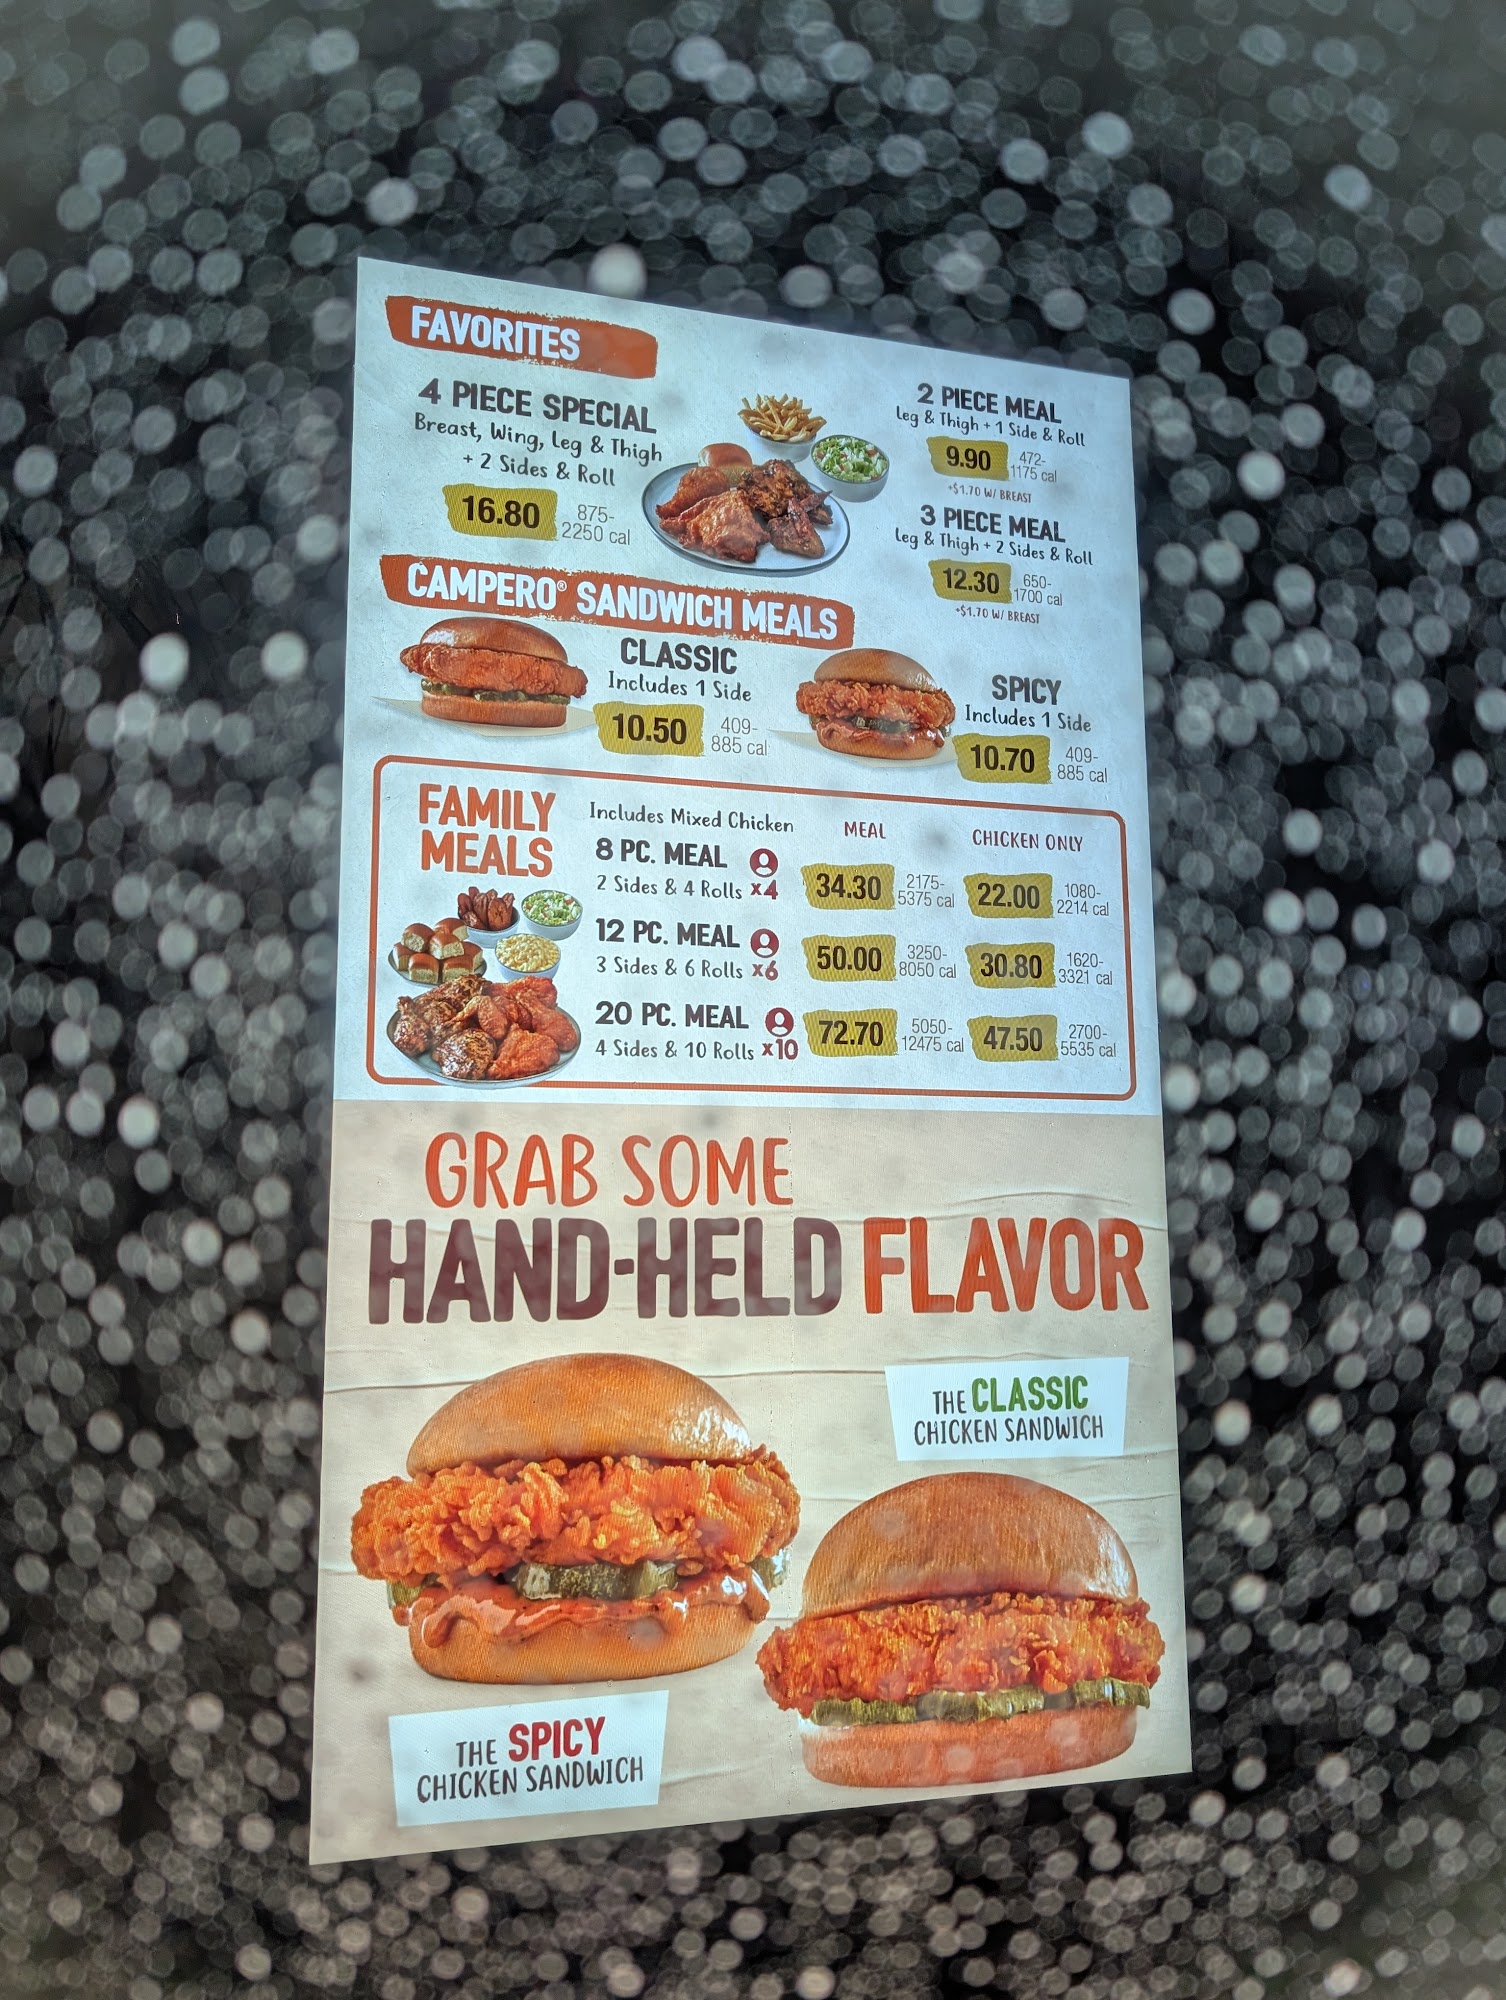 FAVORITES
4 PIECE SPECIAL
Breast, Wing, Leg & Thigh
+ 2 Sides & Roll
16.80
875-
2250 cal
2 PIECE MEAL
Leg & Thigh + 1 Side & Roll
9.90
472-
1175 cal
+$1.70 W/ BREAST
3 PIECE MEAL
Leg & Thigh + 2 Sides & Roll
12.30
650-
1700 cal
+$1.70 W/ BREAST
CAMPERO® SANDWICH MEALS
CLASSIC
Includes 1 Side
10.50
409-
885 cal
SPICY
Includes 1 Side
10.70
409-
885 cal
FAMILY
MEALS
Includes Mixed Chicken
MEAL
CHICKEN ONLY
8 PC. MEAL
2 Sides & 4 Rolls x4
34.30
2175-
5375 cal
22.00
1080-
2214 cal
12 PC. MEAL
3 Sides & 6 Rolls x6
50.00
3250-
8050 cal
30.80
1620-
3321 cal
20 PC. MEAL
4 Sides & 10 Rolls x10
72.70
5050-
12475 cal
47.50
2700-
5535 cal
GRAB SOME
HAND-HELD FLAVOR
THE CLASSIC
CHICKEN SANDWICH
THE SPICY
CHICKEN SANDWICH